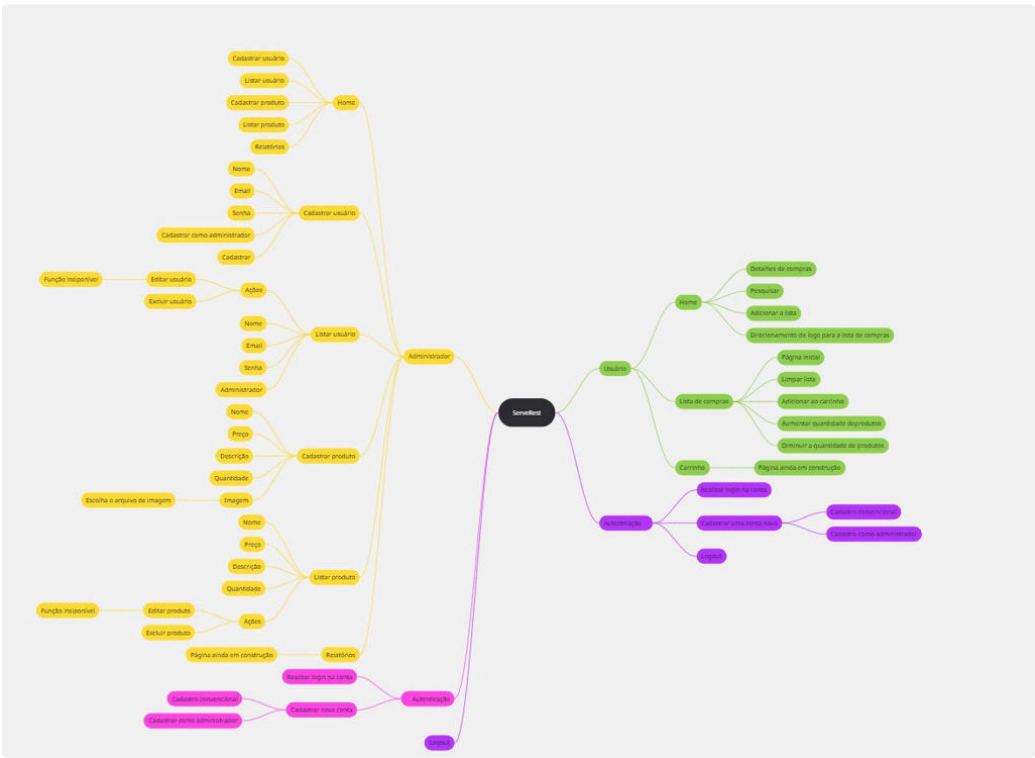 Cadastrar usuário
Listar usuário
Cadastrar produto
Listar produto
Relatórios
Home
Nome
Email
Senha
Cadastrar como administrador
Cadastrar
Cadastrar usuário
Função insiponível
Editar usuário
Excluir usuário
Ações
Nome
Email
Senha
Administrador
Listar usuário
Administrador
Nome
Preço
Descrição
Quantidade
Escolha o arquivo de imagem
Imagem
Cadastrar produto
Nome
Preço
Descrição
Quantidade
Função insiponível
Editar produto
Excluir produto
Ações
Listar produto
Página ainda em construção
Relatórios
Realizar login na conta
Cadastro convencional
Cadastrar como administrador
Cadastrar nova conta
Autenticação
Logout
ServeRest
Usuário
Home
Detalhes de compras
Pesquisar
Adicionar a lista
Direcionamento do logo para a lista de compras
Lista de compras
Página inicial
Limpar lista
Adicionar ao carrinho
Aumentar quantidade deprodutos
Diminuir a quantidade de produtos
Carrinho
Página ainda em construção
Autenticação
Realizar login na conta
Cadastrar uma conta nova
Cadastro convencional
Cadastro como administrador
Logout